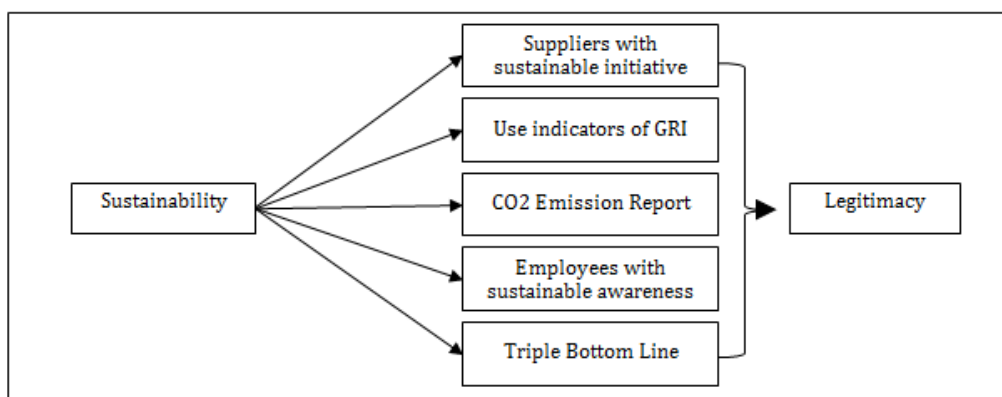 Sustainability
Suppliers with
sustainable initiative
Use indicators of GRI
CO2 Emission Report
Employees with
sustainable awareness
Triple Bottom Line
Legitimacy